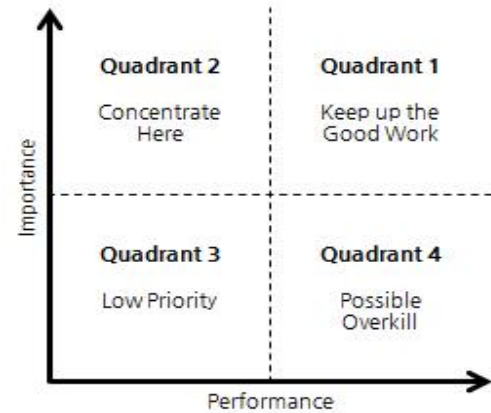 Importance
Quadrant 2
Concentrate
Here
Quadrant 1
Keep up the
Good Work
Quadrant 3
Low Priority
Quadrant 4
Possible
Overkill
Performance